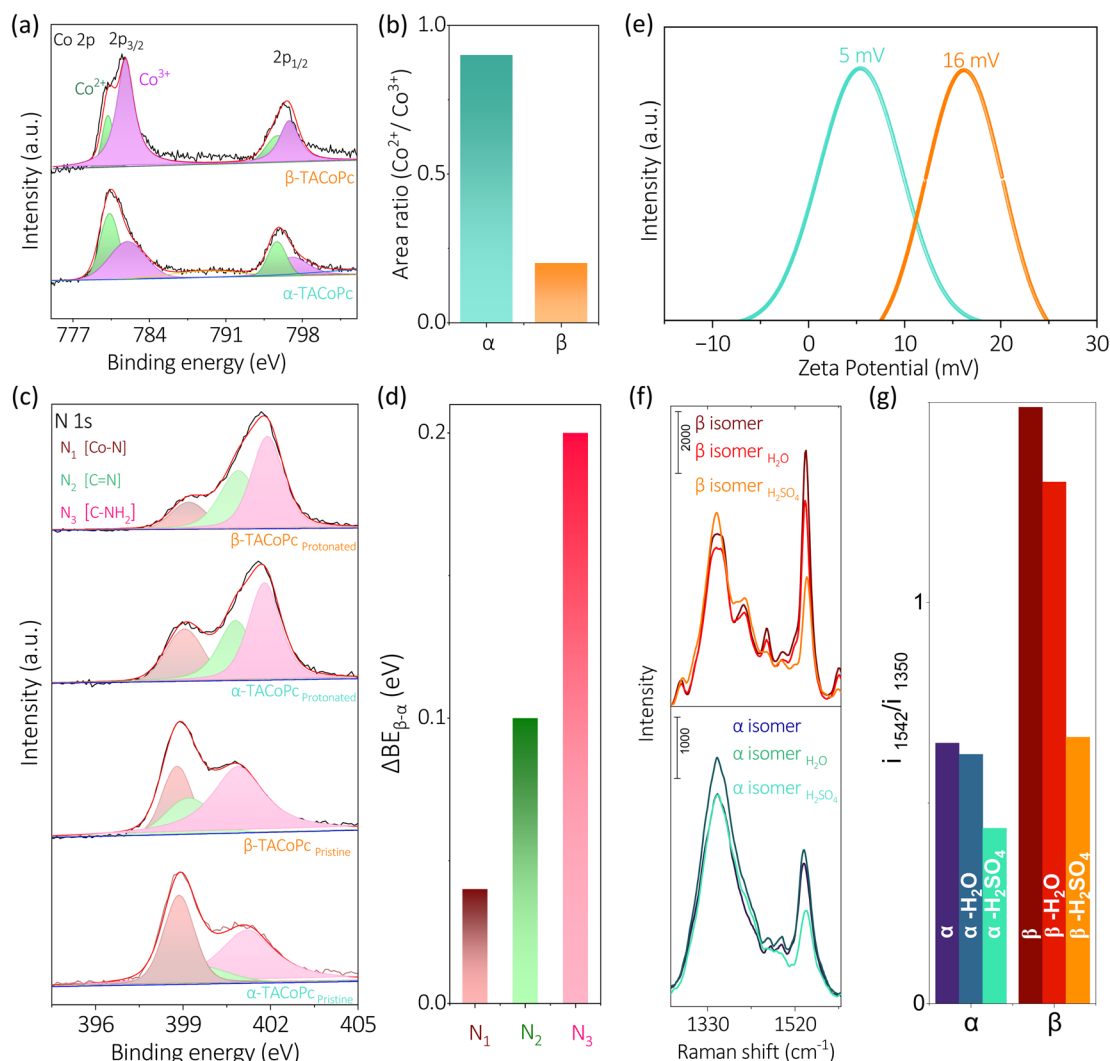 (a)
Co 2p
2p3/2
2p1/2
Co2+
Co3+
β-TACoPc
α-TACoPc
Intensity (a.u.)
777 784 791 798
Binding energy (eV)
(b)
Area ratio (Co2+/ Co3+)
1.0
0.5
0.0
α β
(e)
5 mV
16 mV
Intensity (a.u.)
−10 0 10 20 30
Zeta Potential (mV)
(c)
N 1s
N1 [Co-N]
N2 [C=N]
N3 [C-NH2]
β-TACoPc Protonated
α-TACoPc Protonated
β-TACoPc Pristine
α-TACoPc Pristine
Intensity (a.u.)
396 399 402 405
Binding energy (eV)
(d)
ΔBEβ-α (eV)
0.2
0.1
0.0
N1 N2 N3
(f)
2000
β isomer
β isomer H2O
β isomer H2SO4
1000
α isomer
α isomer H2O
α isomer H2SO4
Intensity
1330 1520
Raman shift (cm-1)
(g)
i 1542/i 1350
1
0
α
α -H2O
α -H2SO4
β
β -H2O
β -H2SO4
α β